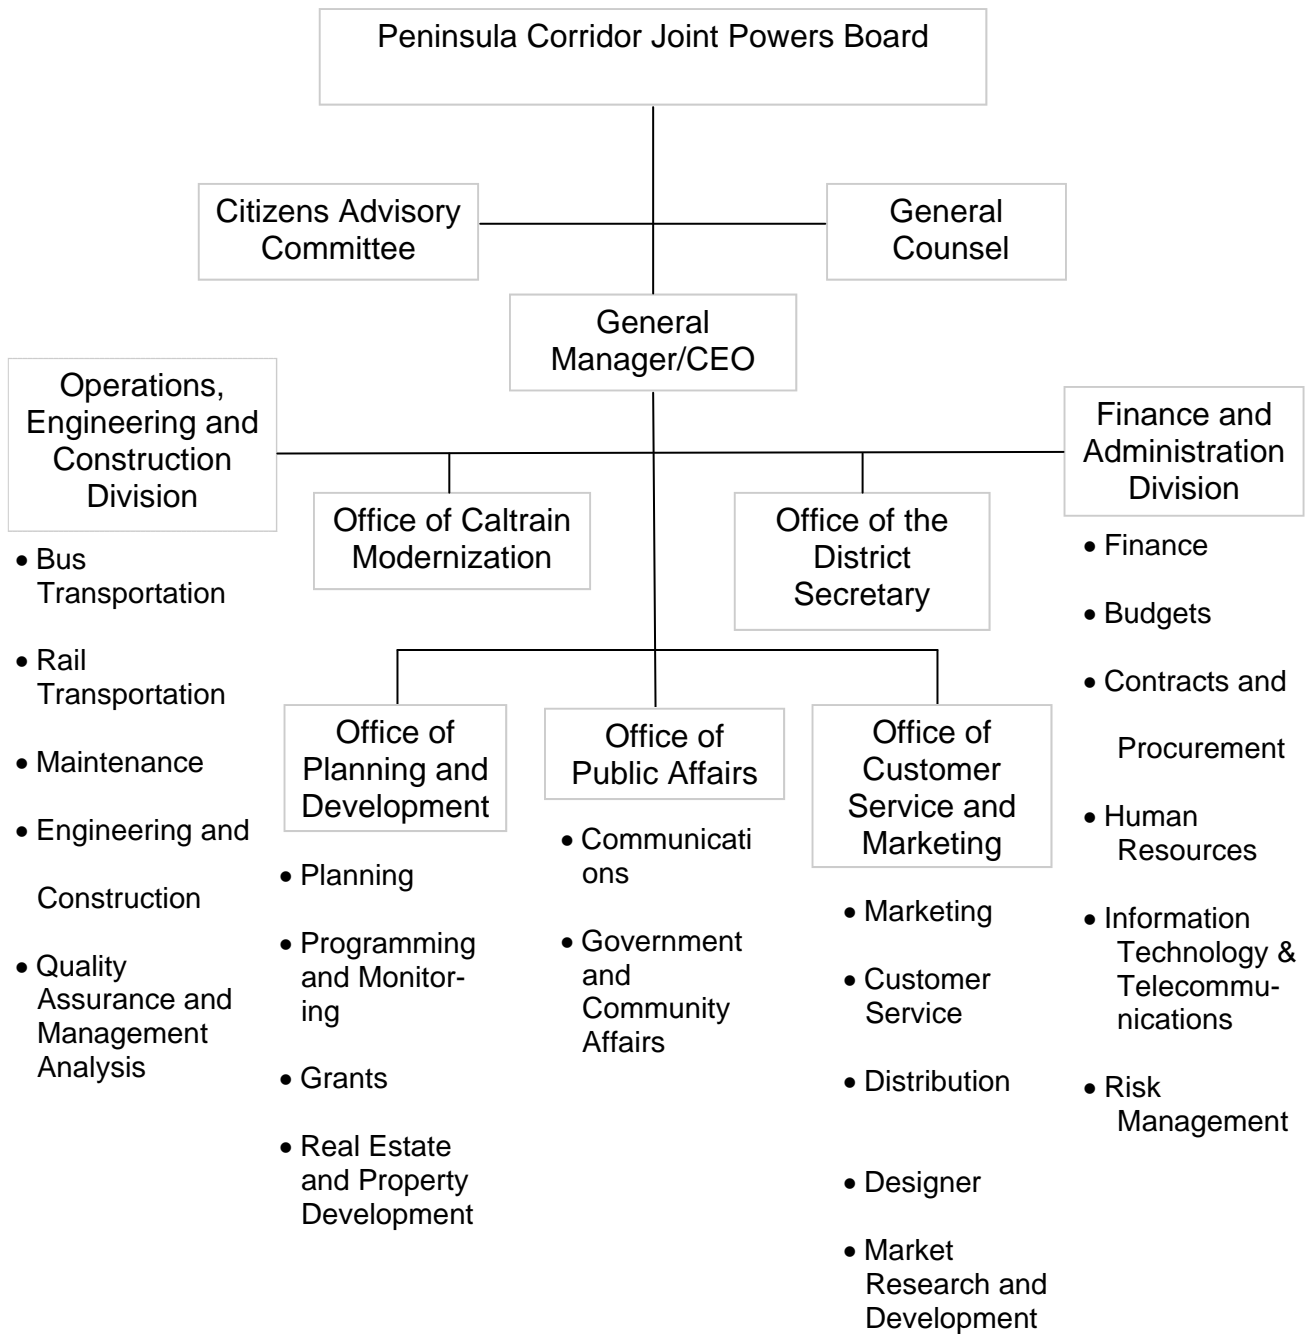 Peninsula Corridor Joint Powers Board
Citizens Advisory
Committee
General
Counsel
General
Manager/CEO
Operations,
Engineering and
Construction
Division
• Bus
Transportation
• Rail
Transportation
• Maintenance
• Engineering and
Construction
• Quality
Assurance and
Management
Analysis
Office of Caltrain
Modernization
Office of the
District
Secretary
Finance and
Administration
Division
• Finance
• Budgets
• Contracts and
Procurement
• Human
Resources
• Information
Technology &
Telecommu-
nications
• Risk
Management
Office of
Planning and
Development
• Planning
• Programming
and Monitor-
ing
• Grants
• Real Estate
and Property
Development
Office of
Public Affairs
• Communicati
ons
• Government
and
Community
Affairs
Office of
Customer
Service and
Marketing
• Marketing
• Customer
Service
• Distribution
• Designer
• Market
Research and
Development